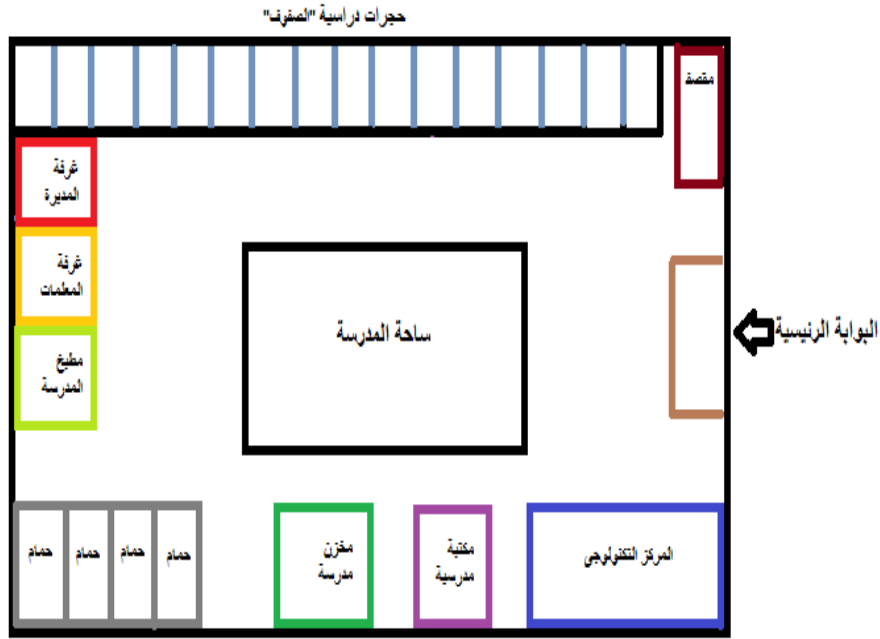 حجرات دراسية "الصفوف"
مقصف
غرفة
المديرة
غرفة
المعلمات
ساحة المدرسة
البوابة الرئيسية
مطبخ
المدرسة
المركز التكنولوجي
مكتبة
مدرسية
مخزن
مدرسة
حمام
حمام
حمام
حمام